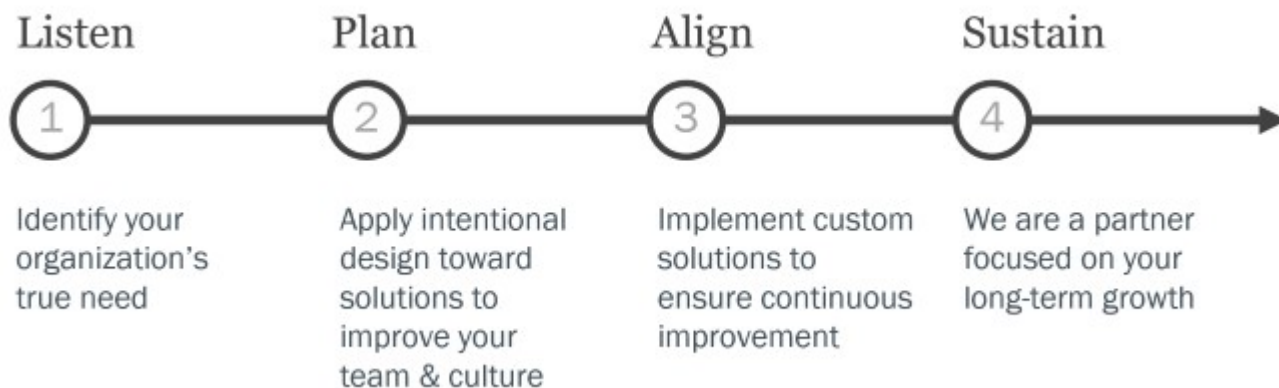 Listen
Plan
Align
Sustain
1
2
3
4
Identify your
organization's
true need
Apply intentional
design toward
solutions to
improve your
team & culture
Implement custom
solutions to
ensure continuous
improvement
We are a partner
focused on your
long-term growth